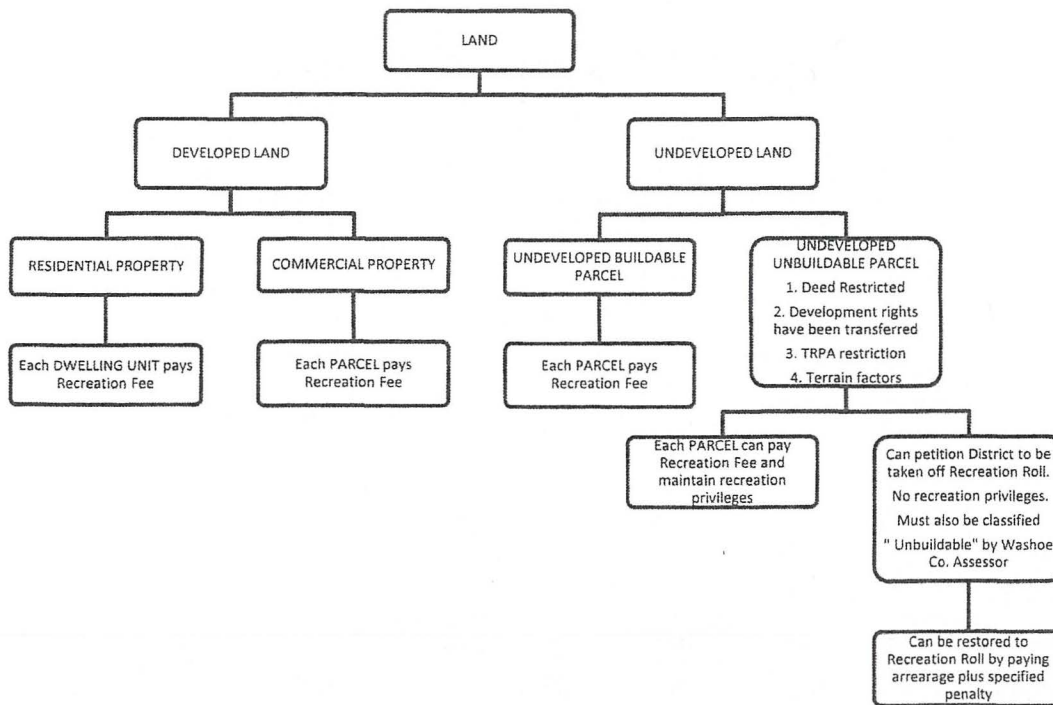 LAND
DEVELOPED LAND
UNDEVELOPED LAND
RESIDENTIAL PROPERTY
COMMERCIAL PROPERTY
UNDEVELOPED BUILDABLE
PARCEL
UNDEVELOPED
UNBUILDABLE PARCEL
1. Deed Restricted
2. Development rights
have been transferred
3. TRPA restriction
4. Terrain factors
Each DWELLING UNIT pays
Recreation Fee
Each PARCEL pays
Recreation Fee
Each PARCEL pays
Recreation Fee
Each PARCEL can pay
Recreation Fee and
maintain recreation
privileges
Can petition District to be
taken off Recreation Roll.
No recreation privileges.
Must also be classified
" Unbuildable" by Washoe
Co. Assessor
Can be restored to
Recreation Roll by paying
arrearage plus specified
penalty